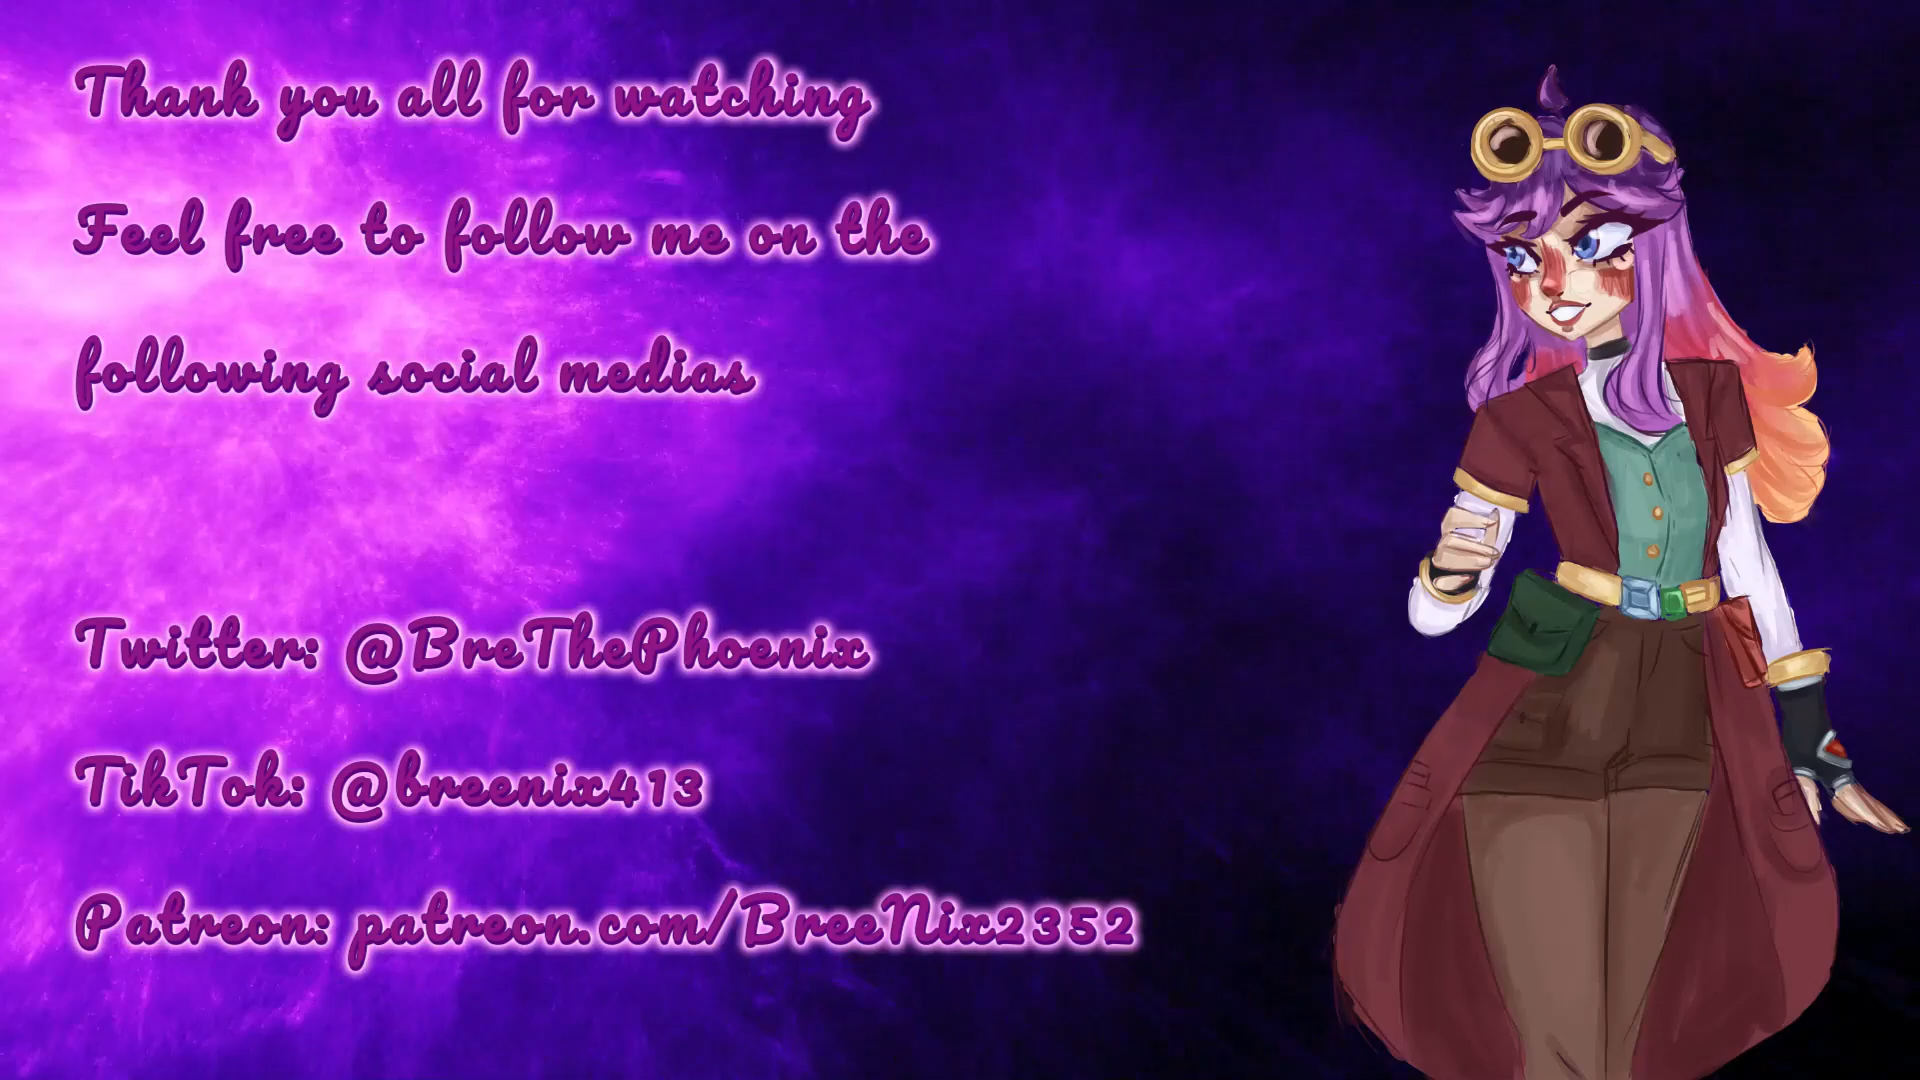 Thank you all for watching
Feel free to follow me on the
following social medias
Twitter: @BreThePhoenix
TikTok: @breenix413
Patreon: patreon.com/BreeNix2352